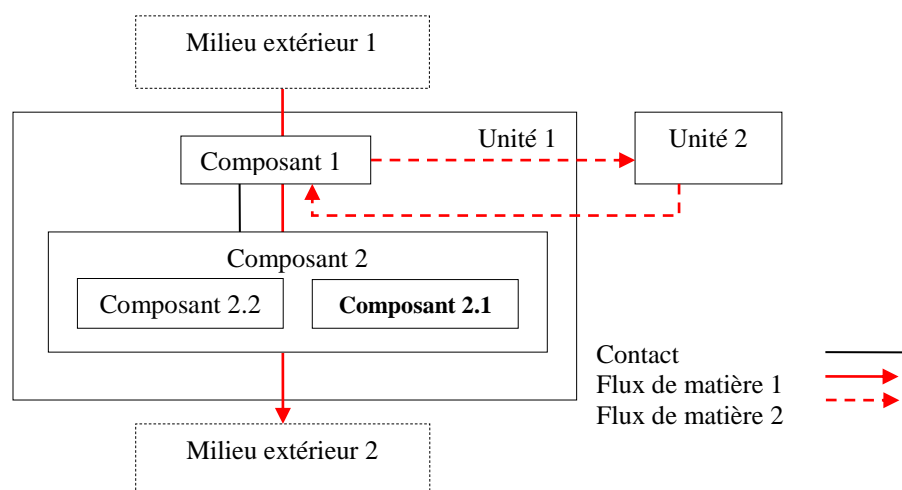 Milieu extérieur 1
Unité 1
Unité 2
Composant 1
Composant 2
Composant 2.2
Composant 2.1
Contact
Flux de matière 1
Flux de matière 2
Milieu extérieur 2